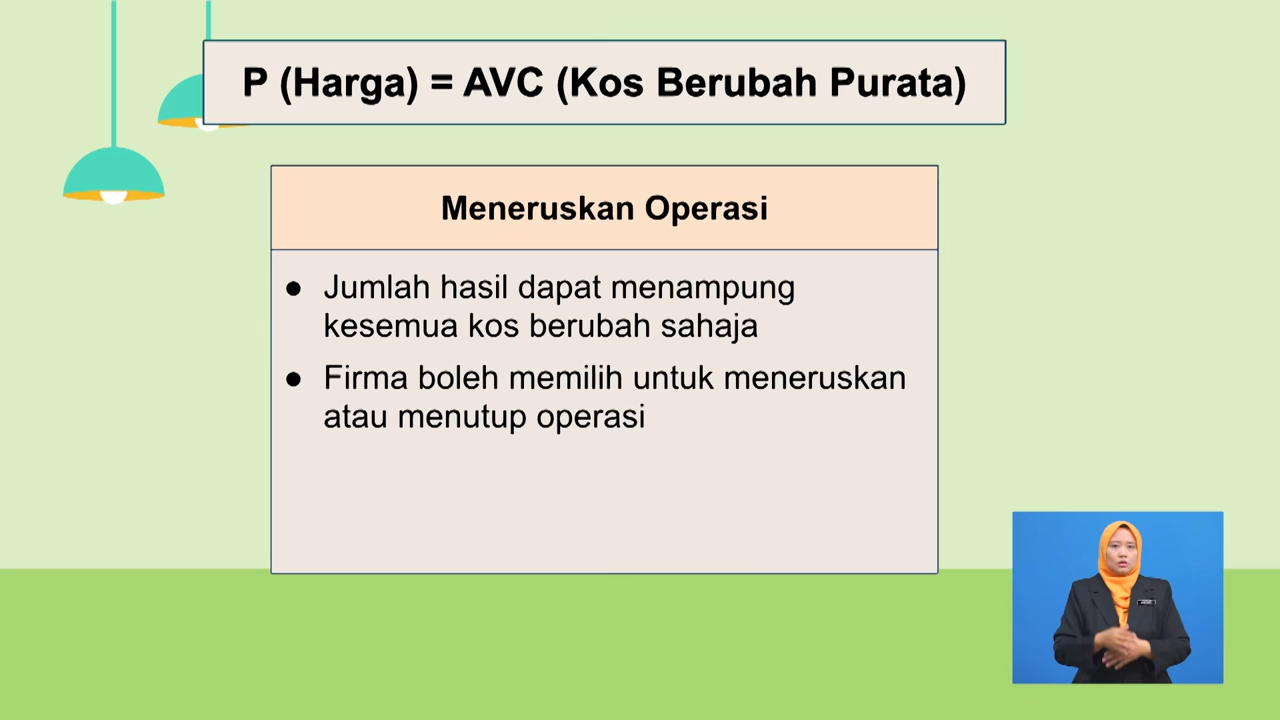 P (Harga) = AVC (Kos Berubah Purata)
Meneruskan Operasi
● Jumlah hasil dapat menampung
kesemua kos berubah sahaja
● Firma boleh memilih untuk meneruskan
atau menutup operasi